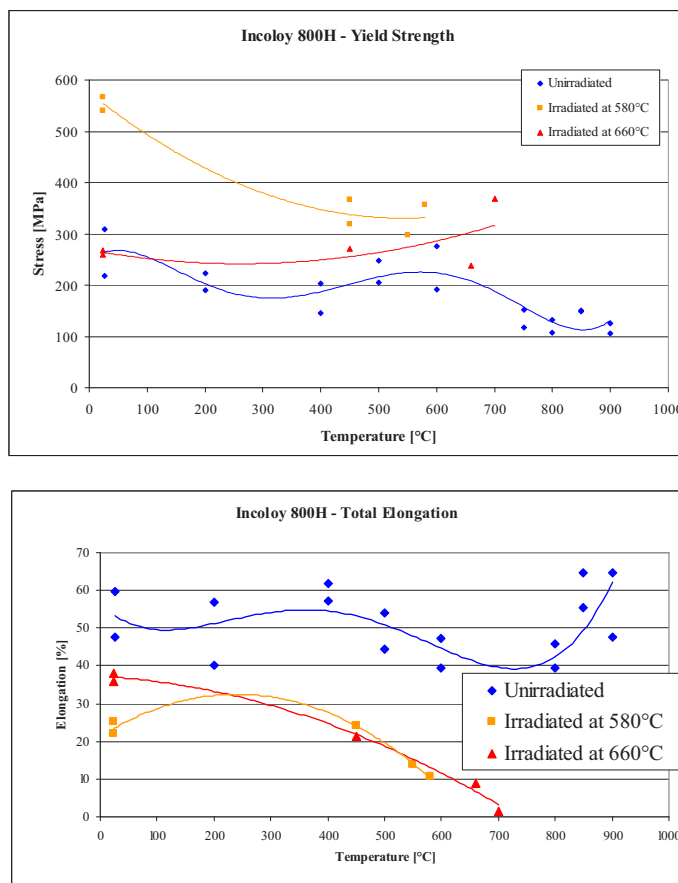 Incoloy 800H - Yield Strength
600
500
400
300
200
100
0
Stress [MPa]
Unirradiated
Irradiated at 580°C
Irradiated at 660°C
0 100 200 300 400 500 600 700 800 900 1000
Temperature [°C]
Incoloy 800H - Total Elongation
70
60
50
40
30
20
10
0
Elongation [%]
Unirradiated
Irradiated at 580°C
Irradiated at 660°C
0 100 200 300 400 500 600 700 800 900 1000
Temperature [°C]